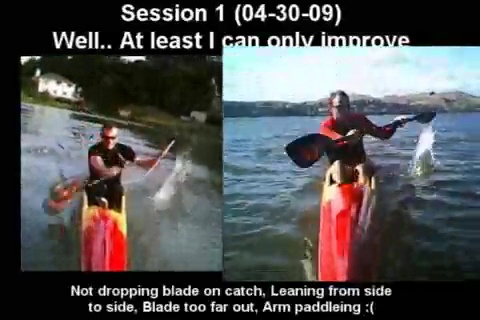 Session 1 (04-30-09)
Well.. At least I can only improve
Not dropping blade on catch, Leaning from side
to side, Blade too far out, Arm paddleing :(